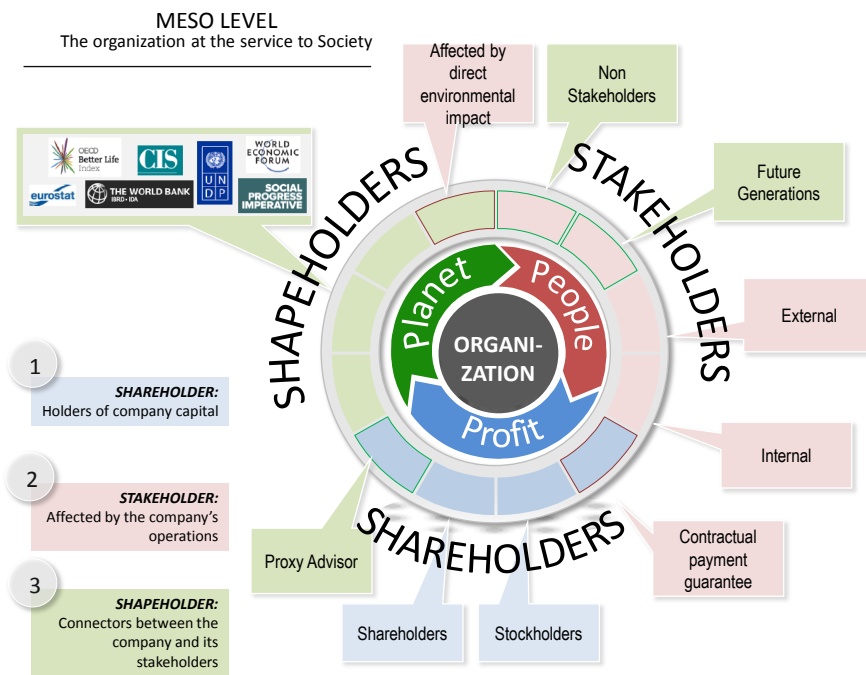 MESO LEVEL
The organization at the service to Society
Affected by
direct
environmental
impact
Non
Stakeholders
OECD
Better Life
Index
CIS
U N
D P
WORLD
ECONOMIC
FORUM
eurostat
THE WORLD BANK
IBRD • IDA
SOCIAL
PROGRESS
IMPERATIVE
SHAPEHOLDERS
STAKEHOLDERS
Future
Generations
Planet
People
Profit
ORGANI-
ZATION
External
1
SHAREHOLDER:
Holders of company capital
Internal
2
STAKEHOLDER:
Affected by the company’s
operations
SHAREHOLDERS
Proxy Advisor
Contractual
payment
guarantee
3
SHAPEHOLDER:
Connectors between the
company and its
stakeholders
Shareholders
Stockholders